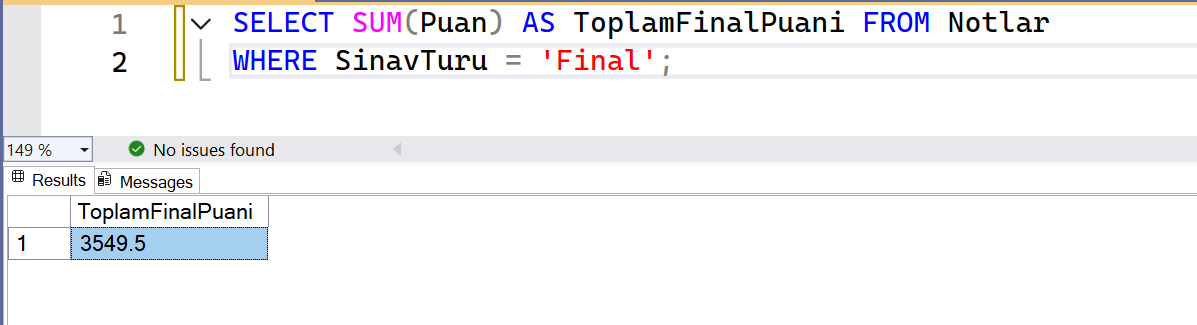 1 SELECT SUM(Puan) AS ToplamFinalPuani FROM Notlar
2 WHERE SinavTuru = 'Final';
149 % No issues found
Results Messages
ToplamFinalPuani
1 3549.5